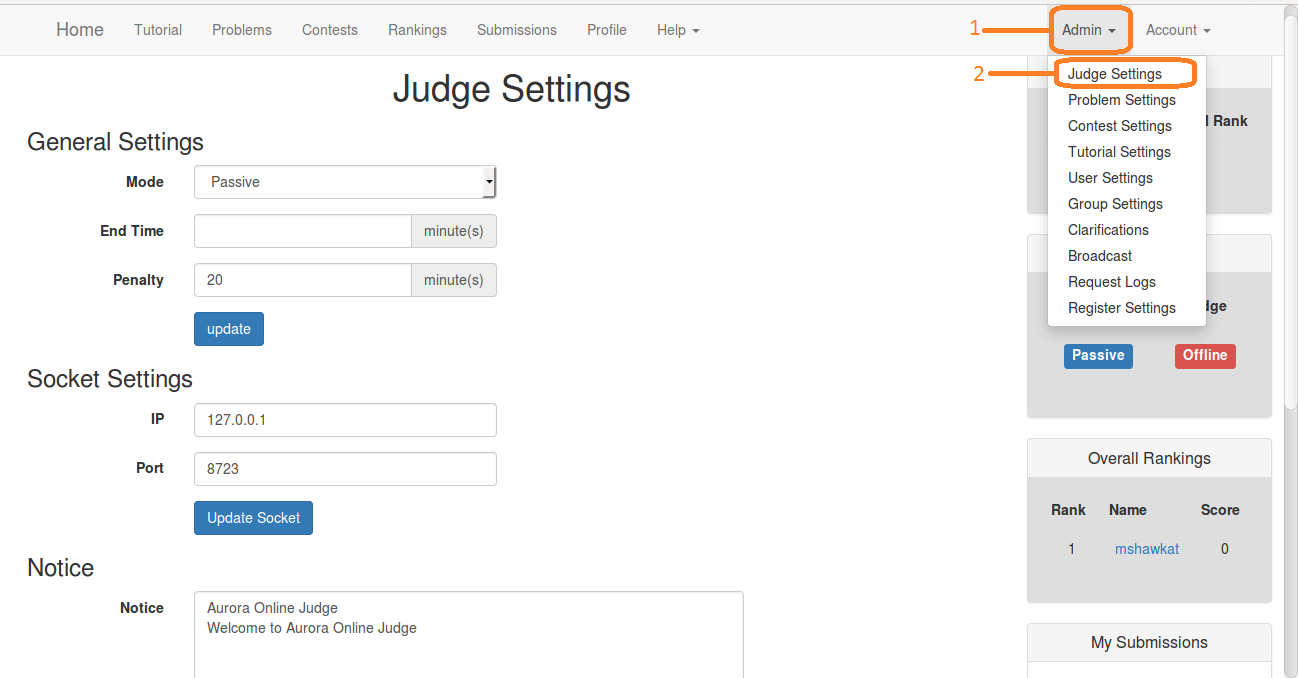 Home Tutorial Problems Contests Rankings Submissions Profile Help 1 Admin Account
2 Judge Settings
Problem Settings
Contest Settings
Tutorial Settings
User Settings
Group Settings
Clarifications
Broadcast
Request Logs
Register Settings
Judge Settings
General Settings
Mode Passive
End Time minute(s)
Penalty 20 minute(s)
update
Socket Settings
IP 127.0.0.1
Port 8723
Update Socket
Notice
Notice Aurora Online Judge
Welcome to Aurora Online Judge
Rank
Passive Offline
Overall Rankings
Rank Name Score
1 mshawkat 0
My Submissions